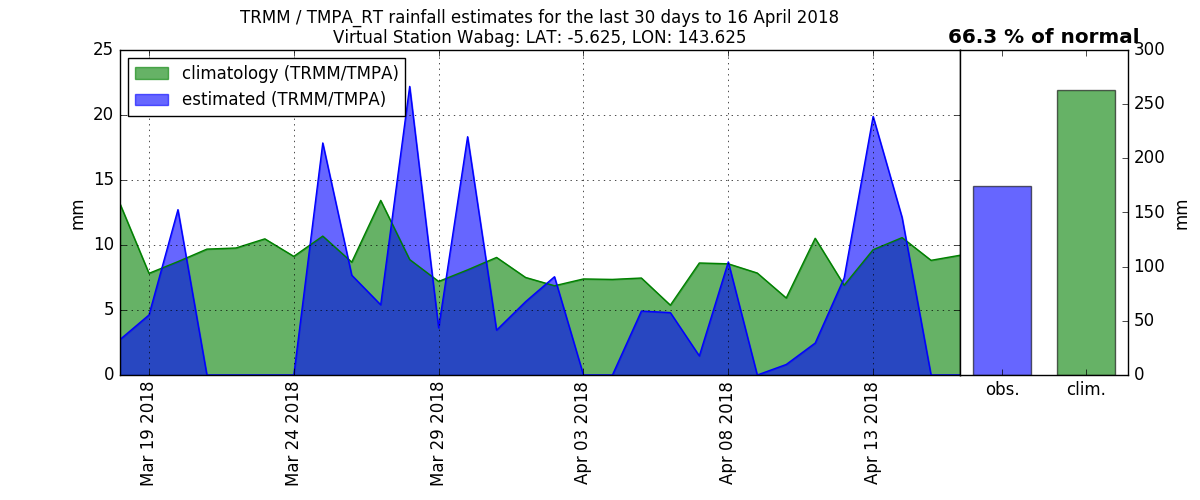 TRMM / TMPA_RT rainfall estimates for the last 30 days to 16 April 2018
Virtual Station Wabag: LAT: -5.625, LON: 143.625
66.3 % of normal
climatology (TRMM/TMPA)
estimated (TRMM/TMPA)
25
20
15
10
5
0
mm
Mar 19 2018
Mar 24 2018
Mar 29 2018
Apr 03 2018
Apr 08 2018
Apr 13 2018
obs.
clim.
300
250
200
150
100
50
0
mm